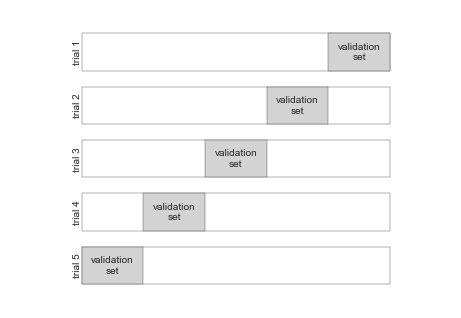 trial 1
validation
set
trial 2
validation
set
trial 3
validation
set
trial 4
validation
set
trial 5
validation
set